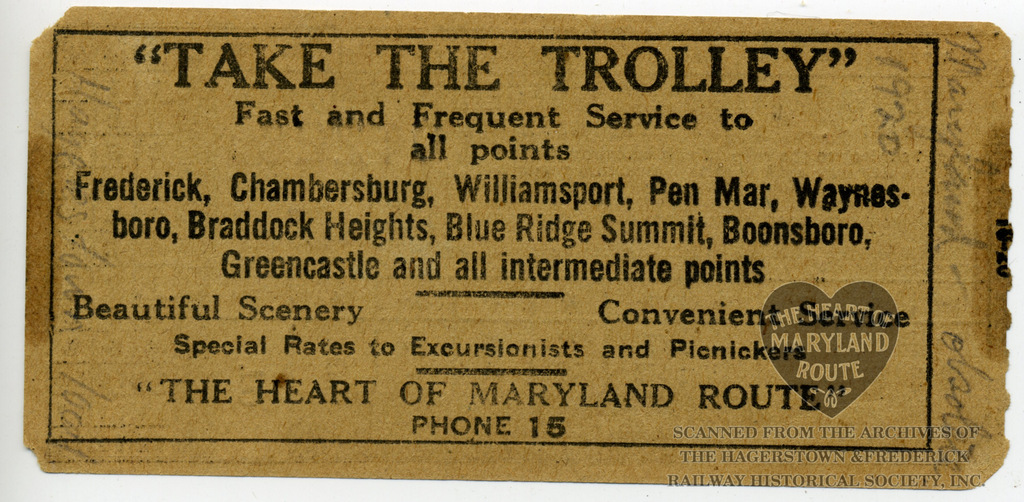 “TAKE THE TROLLEY”
Fast and Frequent Service to
all points
Frederick, Chambersburg, Williamsport, Pen Mar, Waynes-
boro, Braddock Heights, Blue Ridge Summit, Boonsboro,
Greencastle and all intermediate points
Beautiful Scenery Convenient Service
Special Rates to Excursionists and Picnickers
“THE HEART OF MARYLAND ROUTE”
PHONE 15
THE HEART OF
MARYLAND
ROUTE
SCANNED FROM THE ARCHIVES OF
THE HAGERSTOWN & FREDERICK
RAILWAY HISTORICAL SOCIETY, INC.
1920